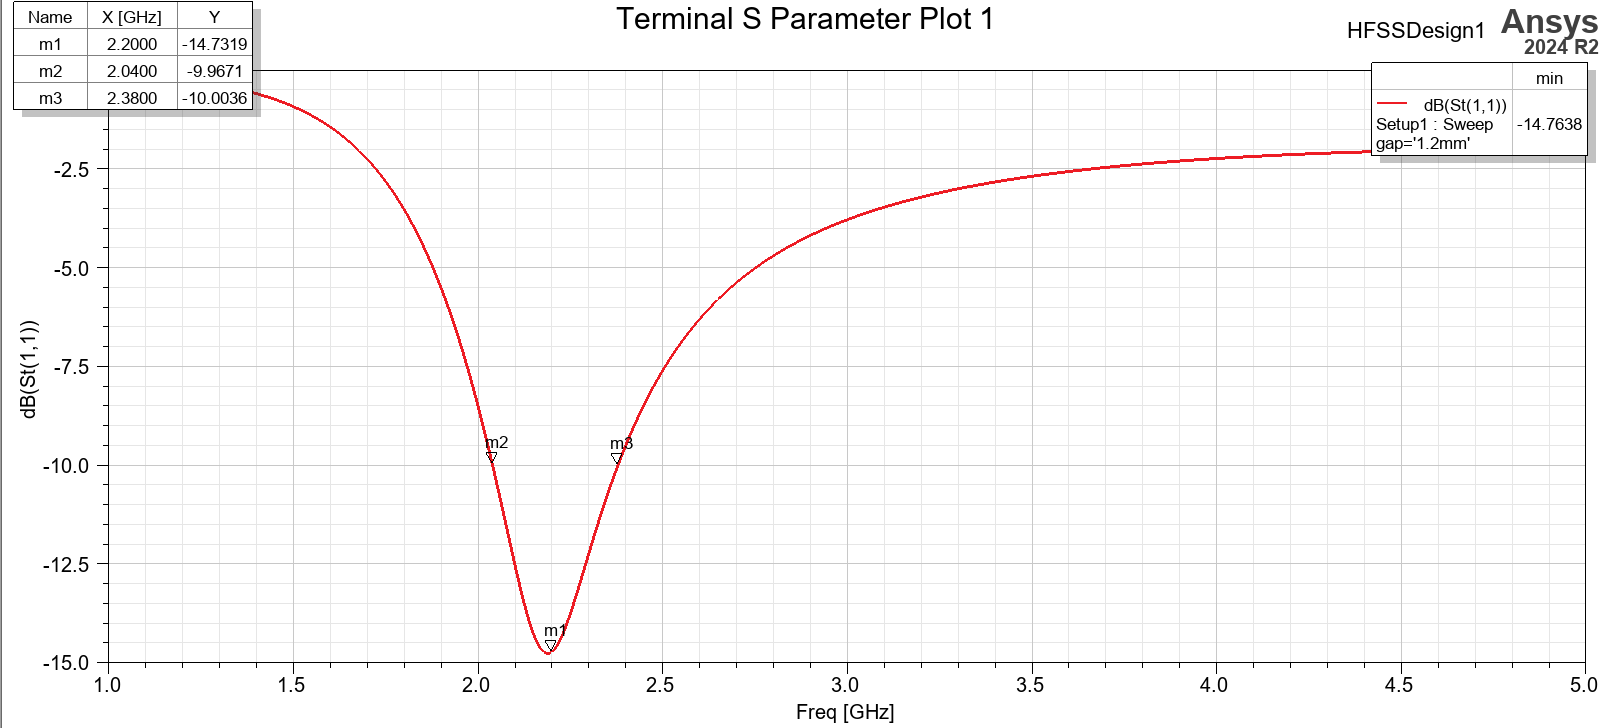 Terminal S Parameter Plot 1
HFSSDesign1
Ansys
2024 R2
Name X [GHz] Y
m1 2.2000 -14.7319
m2 2.0400 -9.9671
m3 2.3800 -10.0036
min
dB(St(1,1))
Setup1 : Sweep
gap='1.2mm'
-14.7638
dB(St(1,1))
-2.5
-5.0
-7.5
-10.0
-12.5
-15.0
m2
m3
m1
1.0 1.5 2.0 2.5 3.0 3.5 4.0 4.5 5.0
Freq [GHz]